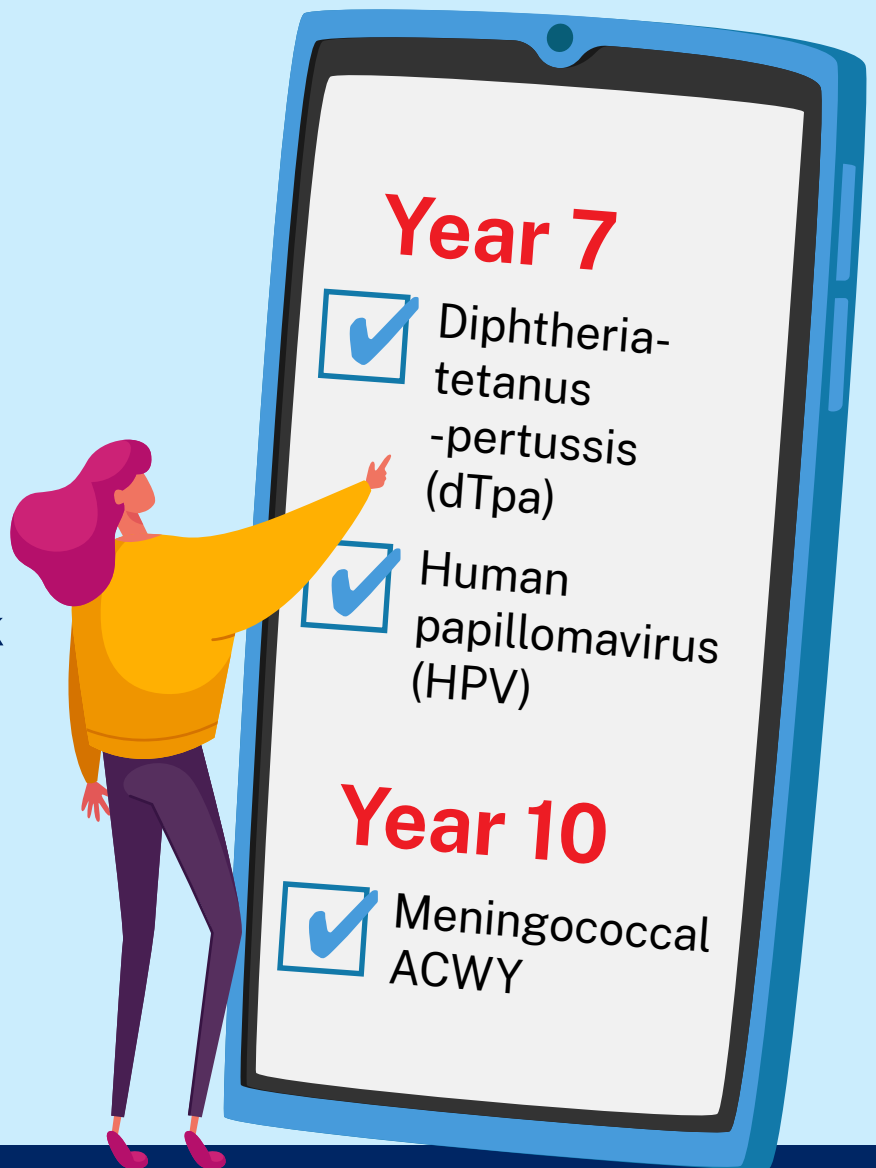 Year 7
Diphtheria-
tetanus
-pertussis
(dTpa)
Human
papillomavirus
(HPV)
Year 10
Meningococcal
ACWY